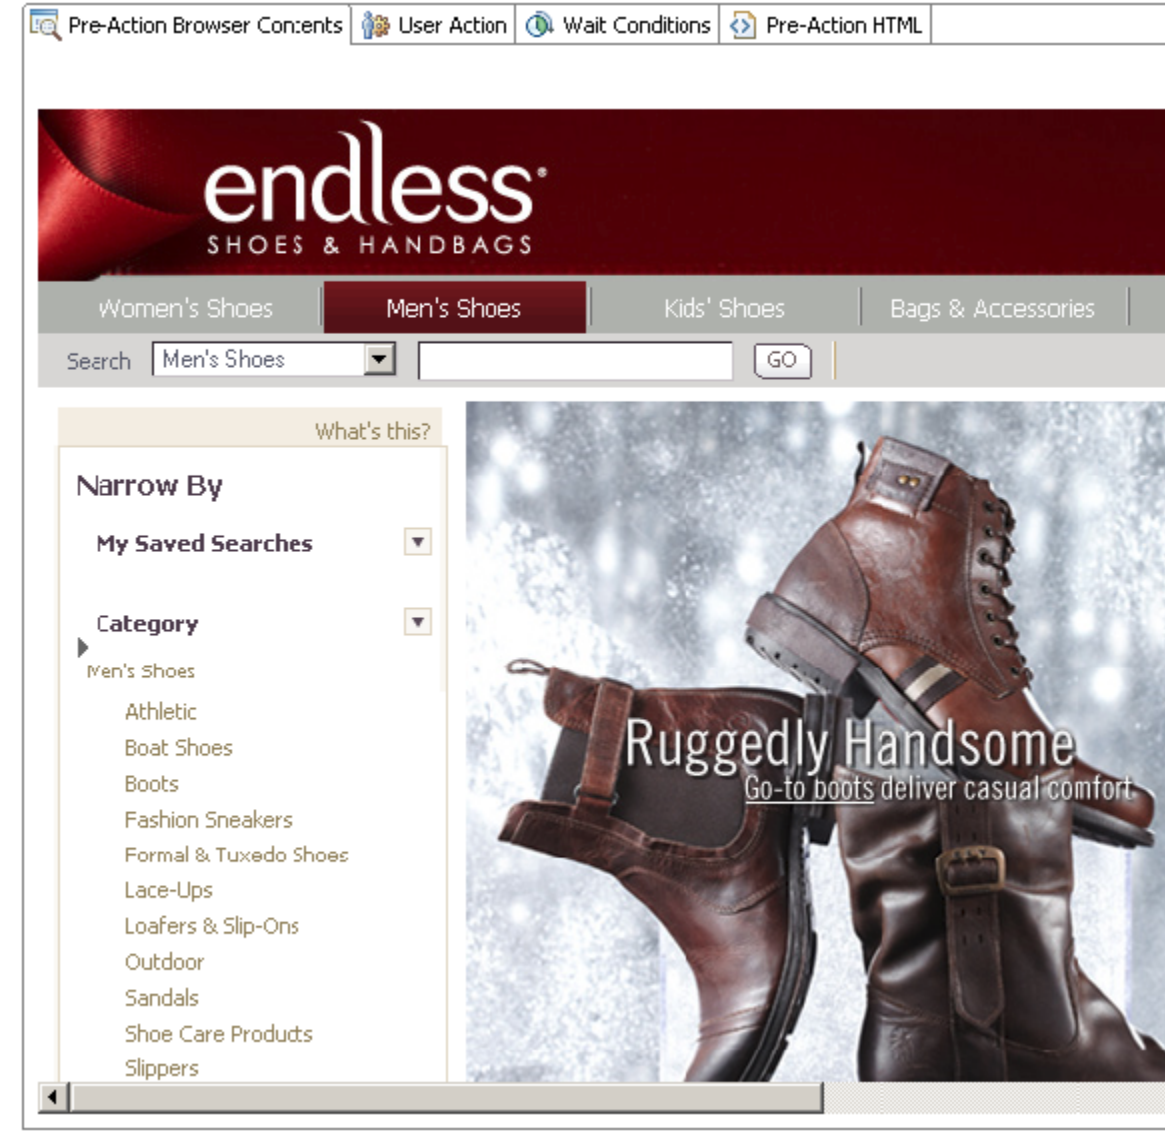 Pre-Action Browser Contents User Action Wait Conditions Pre-Action HTML
endless®
SHOES & HANDBAGS
Women's Shoes Men's Shoes Kids' Shoes Bags & Accessories
Search Men's Shoes GO
What's this?
Narrow By
My Saved Searches
Category
Men's Shoes
Athletic
Boat Shoes
Boots
Fashion Sneakers
Formal & Tuxedo Shoes
Lace-Ups
Loafers & Slip-Ons
Outdoor
Sandals
Shoe Care Products
Slippers
Ruggedly Handsome
Go-to boots deliver casual comfort.